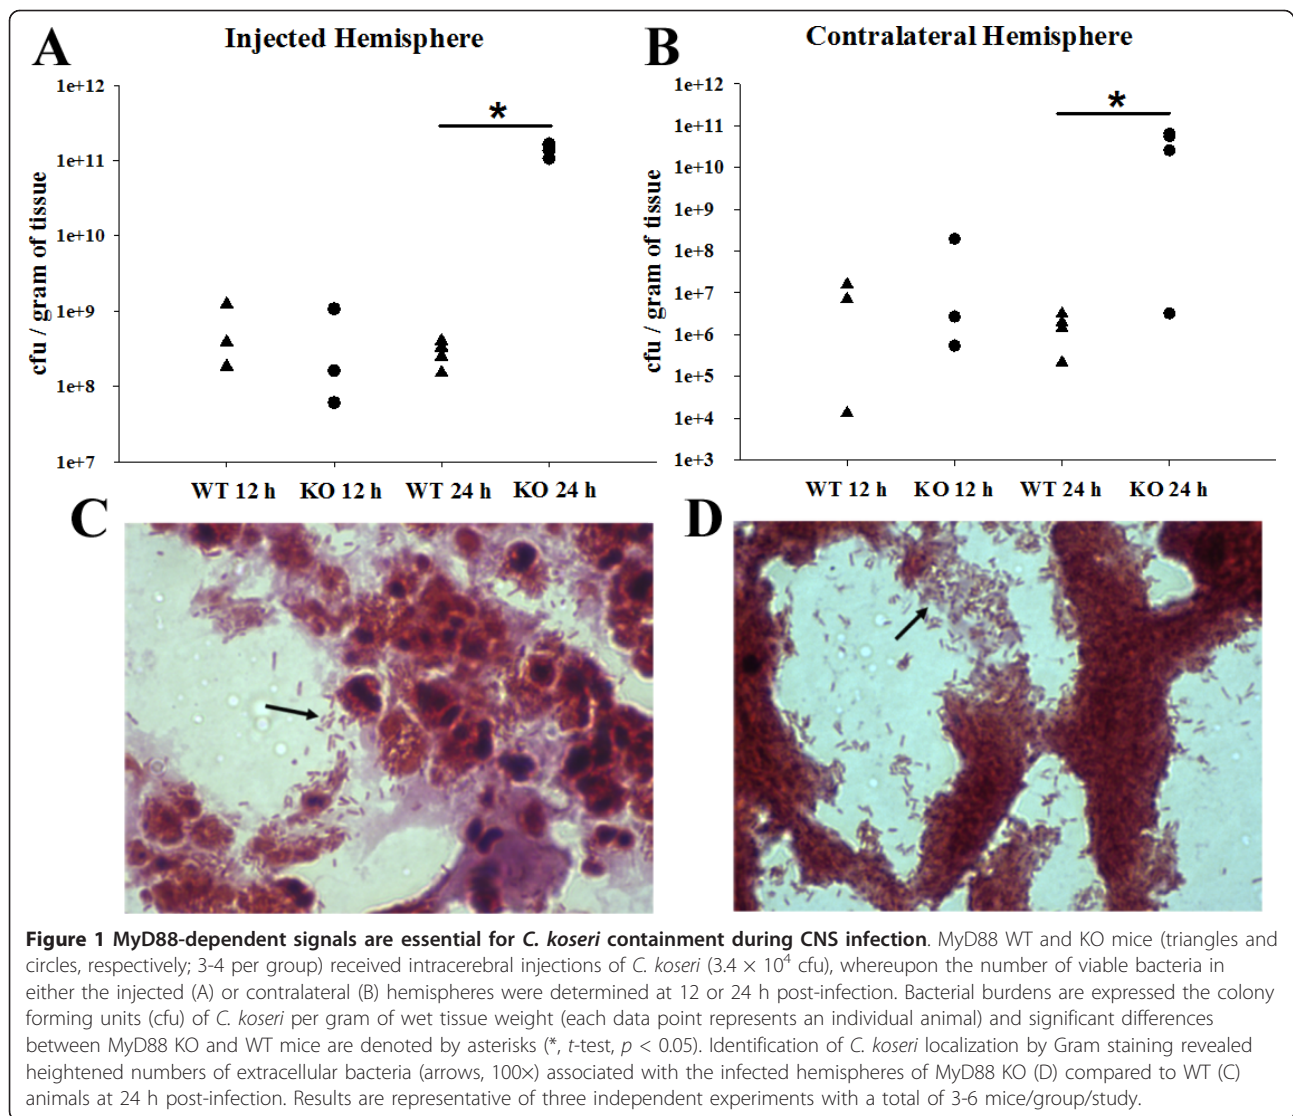 A
Injected Hemisphere
1e+12
1e+11
1e+10
1e+9
1e+8
1e+7
cfu / gram of tissue
*
WT 12 h KO 12 h WT 24 h KO 24 h
B
Contralateral Hemisphere
1e+12
1e+11
1e+10
1e+9
1e+8
1e+7
1e+6
1e+5
1e+4
1e+3
cfu / gram of tissue
*
WT 12 h KO 12 h WT 24 h KO 24 h
C
D
Figure 1 MyD88-dependent signals are essential for C. koseri containment during CNS infection. MyD88 WT and KO mice (triangles and
circles, respectively; 3-4 per group) received intracerebral injections of C. koseri (3.4 × 10⁴ cfu), whereupon the number of viable bacteria in
either the injected (A) or contralateral (B) hemispheres were determined at 12 or 24 h post-infection. Bacterial burdens are expressed the colony
forming units (cfu) of C. koseri per gram of wet tissue weight (each data point represents an individual animal) and significant differences
between MyD88 KO and WT mice are denoted by asterisks (*, t-test, p < 0.05). Identification of C. koseri localization by Gram staining revealed
heightened numbers of extracellular bacteria (arrows, 100×) associated with the infected hemispheres of MyD88 KO (D) compared to WT (C)
animals at 24 h post-infection. Results are representative of three independent experiments with a total of 3-6 mice/group/study.